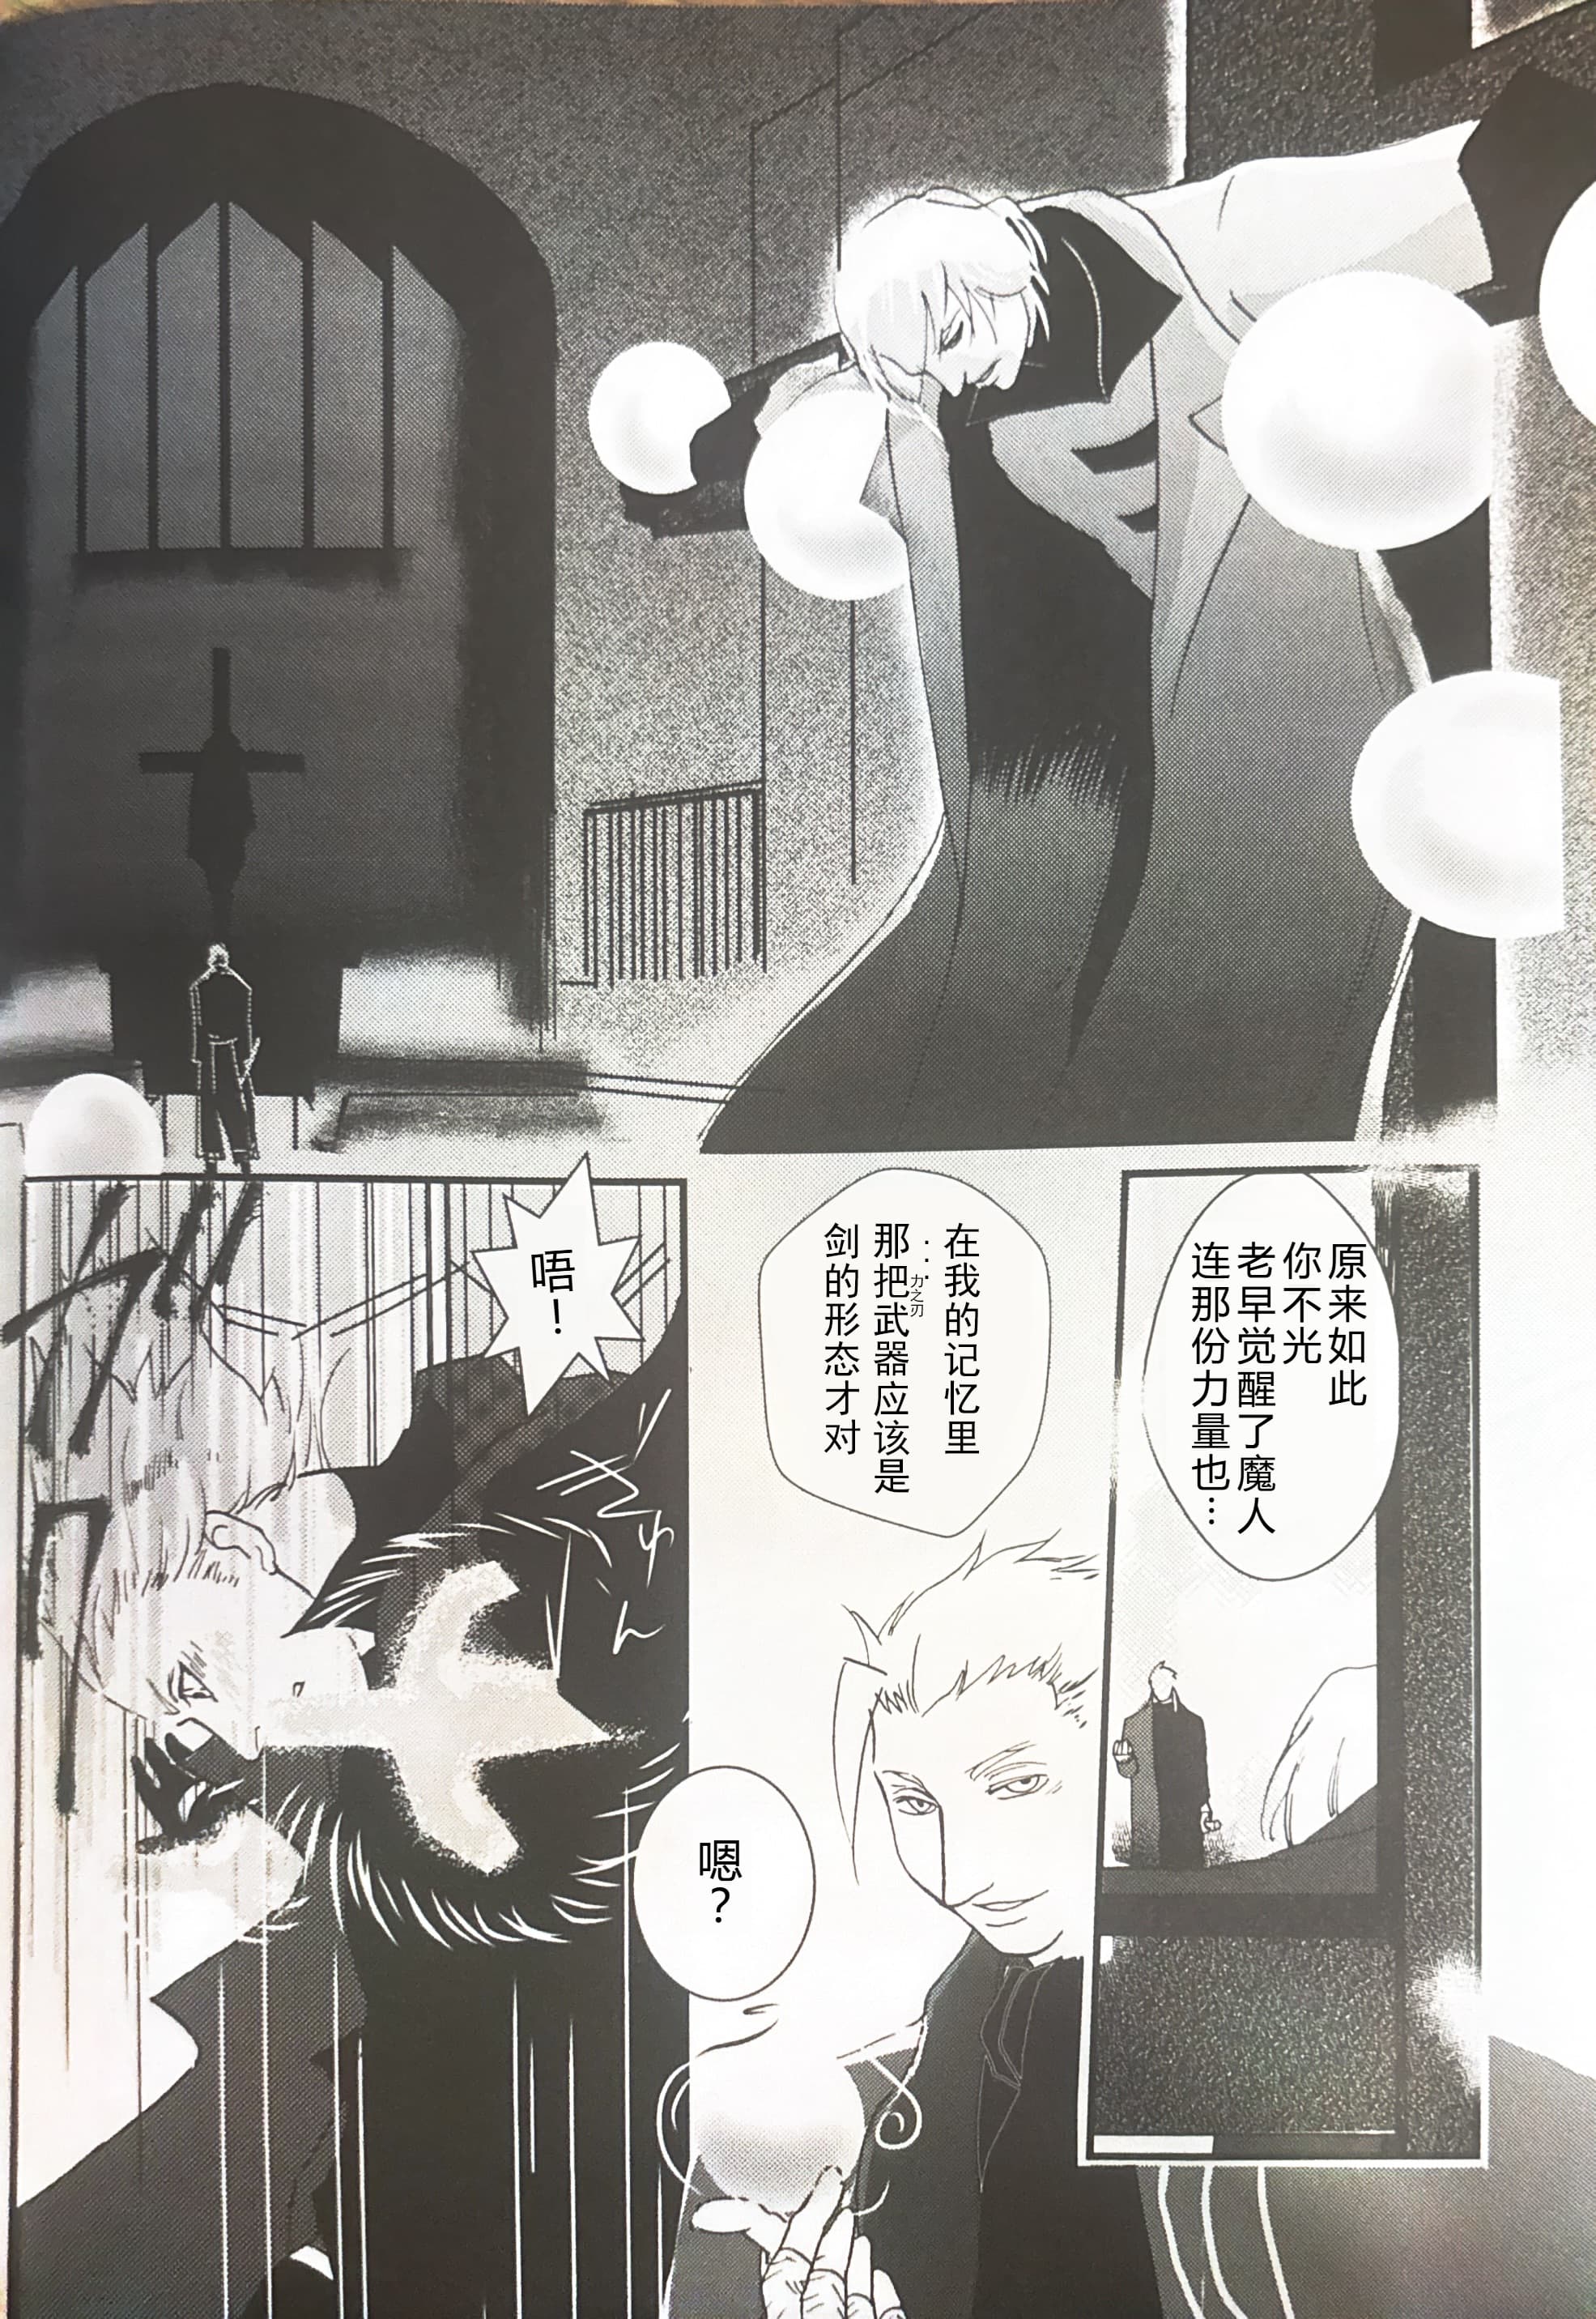 原来如此
你不光
老早觉醒了魔人
连那份力量也…
在我的记忆里
力之刃
那把武器应该是
剑的形态才对
唔！
嗯？